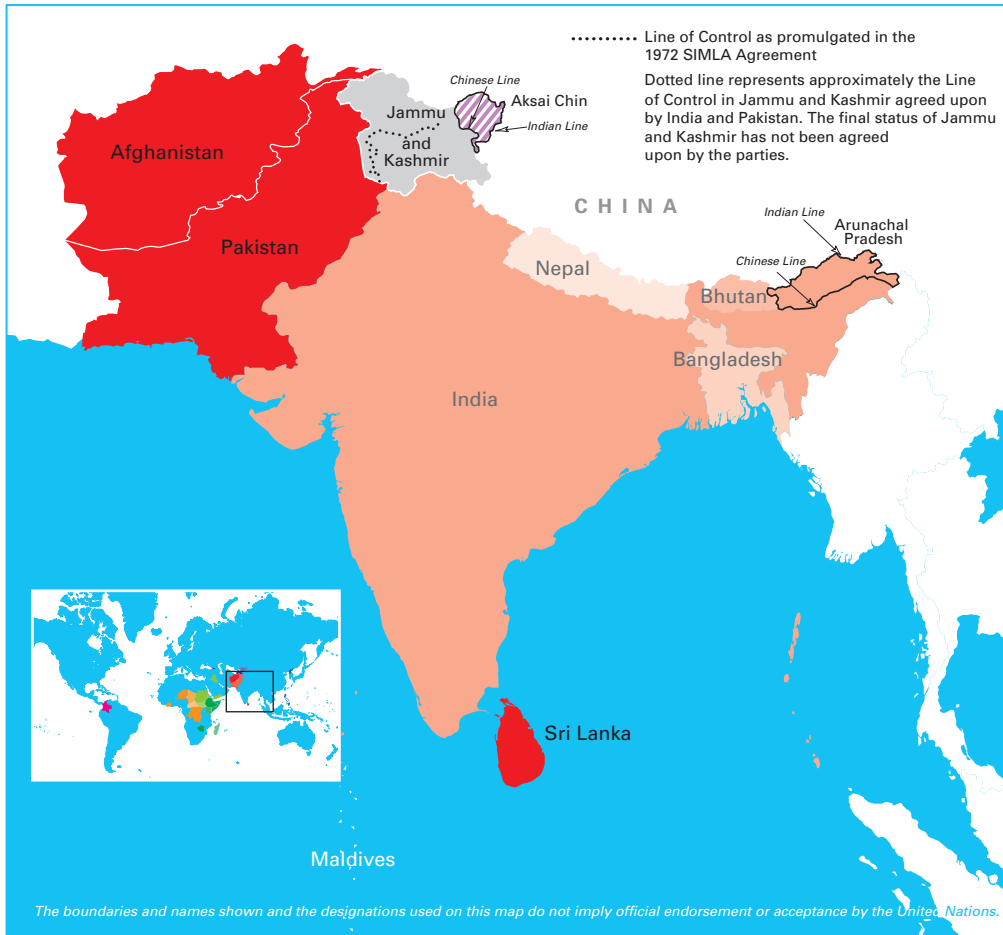 Line of Control as promulgated in the
1972 SIMLA Agreement
Dotted line represents approximately the Line
of Control in Jammu and Kashmir agreed upon
by India and Pakistan. The final status of Jammu
and Kashmir has not been agreed
upon by the parties.
Chinese Line
Aksai Chin
Indian Line
Jammu
and
Kashmir
Afghanistan
CHINA
Indian Line
Arunachal
Pradesh
Chinese Line
Pakistan
Nepal
Bhutan
Bangladesh
India
Sri Lanka
Maldives
The boundaries and names shown and the designations used on this map do not imply official endorsement or acceptance by the United Nations.